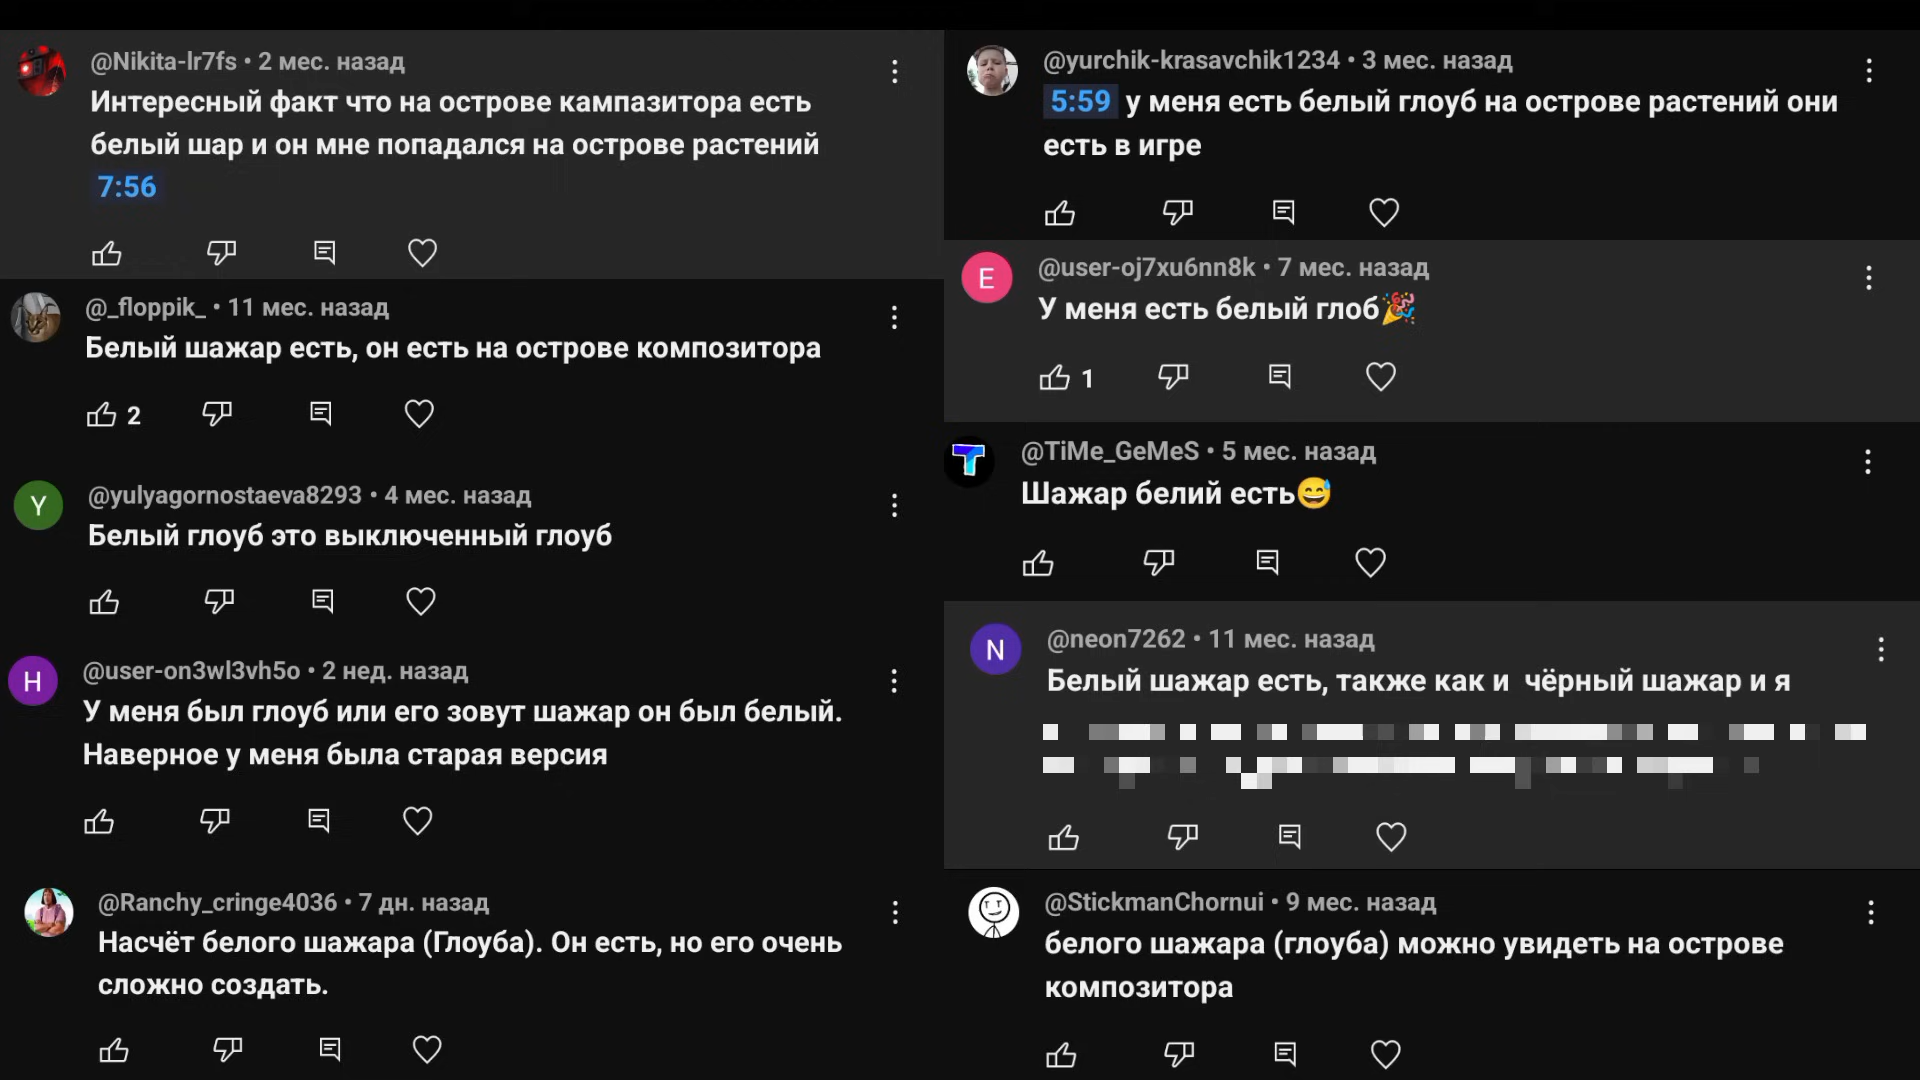 @Nikita-lr7fs • 2 мес. назад
Интересный факт что на острове кампазитора есть
белый шар и он мне попадался на острове растений
7:56
@_floppik_ • 11 мес. назад
Белый шажар есть, он есть на острове композитора
2
Y
@yulyagornostaeva8293 • 4 мес. назад
Белый глоуб это выключенный глоуб
Н
@user-on3wl3vh5o • 2 нед. назад
У меня был глоуб или его зовут шажар он был белый.
Наверное у меня была старая версия
@Ranchy_cringe4036 • 7 дн. назад
Насчёт белого шажара (Глоуба). Он есть, но его очень
сложно создать.
@yurchik-krasavchik1234 • 3 мес. назад
5:59 у меня есть белый глоуб на острове растений они
есть в игре
E
@user-oj7xu6nn8k • 7 мес. назад
У меня есть белый глоб🎉
1
T
@TiMe_GeMeS • 5 мес. назад
Шажар белий есть😅
N
@neon7262 • 11 мес. назад
Белый шажар есть, также как и  чёрный шажар и я
@StickmanChornui • 9 мес. назад
белого шажара (глоуба) можно увидеть на острове
композитора